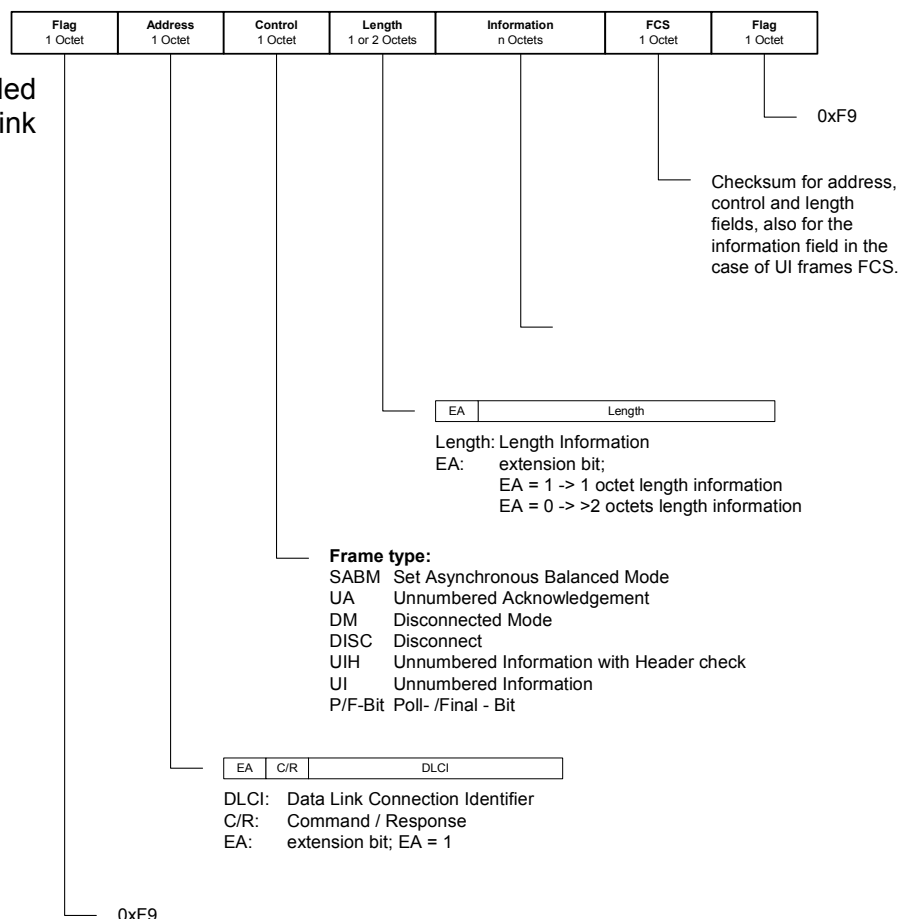 Flag Address Control Length Information FCS Flag
1 Octet 1 Octet 1 Octet 1 or 2 Octets n Octets 1 Octet 1 Octet
0xF9
Checksum for address,
control and length
fields, also for the
information field in the
case of UI frames FCS.
EA Length
Length: Length Information
EA: extension bit;
EA = 1 -> 1 octet length information
EA = 0 -> >2 octets length information
Frame type:
SABM Set Asynchronous Balanced Mode
UA Unnumbered Acknowledgement
DM Disconnected Mode
DISC Disconnect
UIH Unnumbered Information with Header check
UI Unnumbered Information
P/F-Bit Poll- /Final - Bit
EA C/R DLCI
DLCI: Data Link Connection Identifier
C/R: Command / Response
EA: extension bit; EA = 1
0xF9